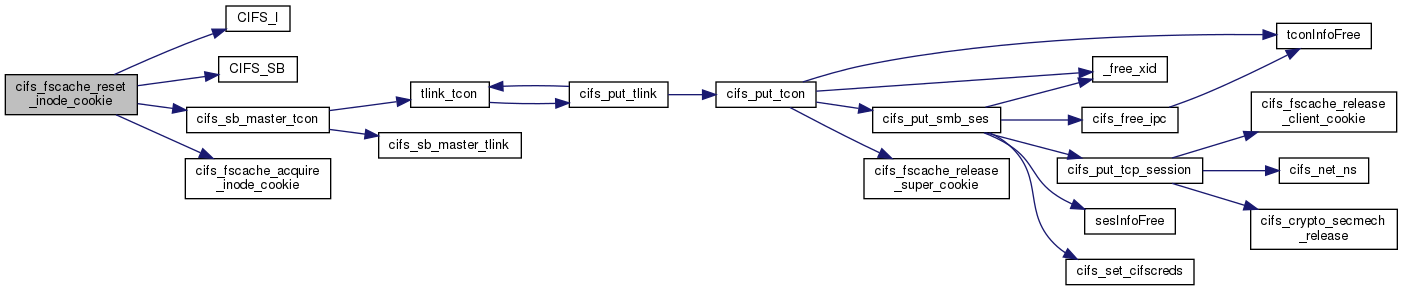 cifs_fscache_reset
_inode_cookie
CIFS_I
CIFS_SB
cifs_sb_master_tcon
cifs_fscache_acquire
_inode_cookie
tlink_tcon
cifs_sb_master_tlink
cifs_put_tlink
cifs_put_tcon
cifs_put_smb_ses
cifs_fscache_release
_super_cookie
tconInfoFree
_free_xid
cifs_free_ipc
cifs_put_tcp_session
sesInfoFree
cifs_set_cifscreds
cifs_fscache_release
_client_cookie
cifs_net_ns
cifs_crypto_secmech
_release